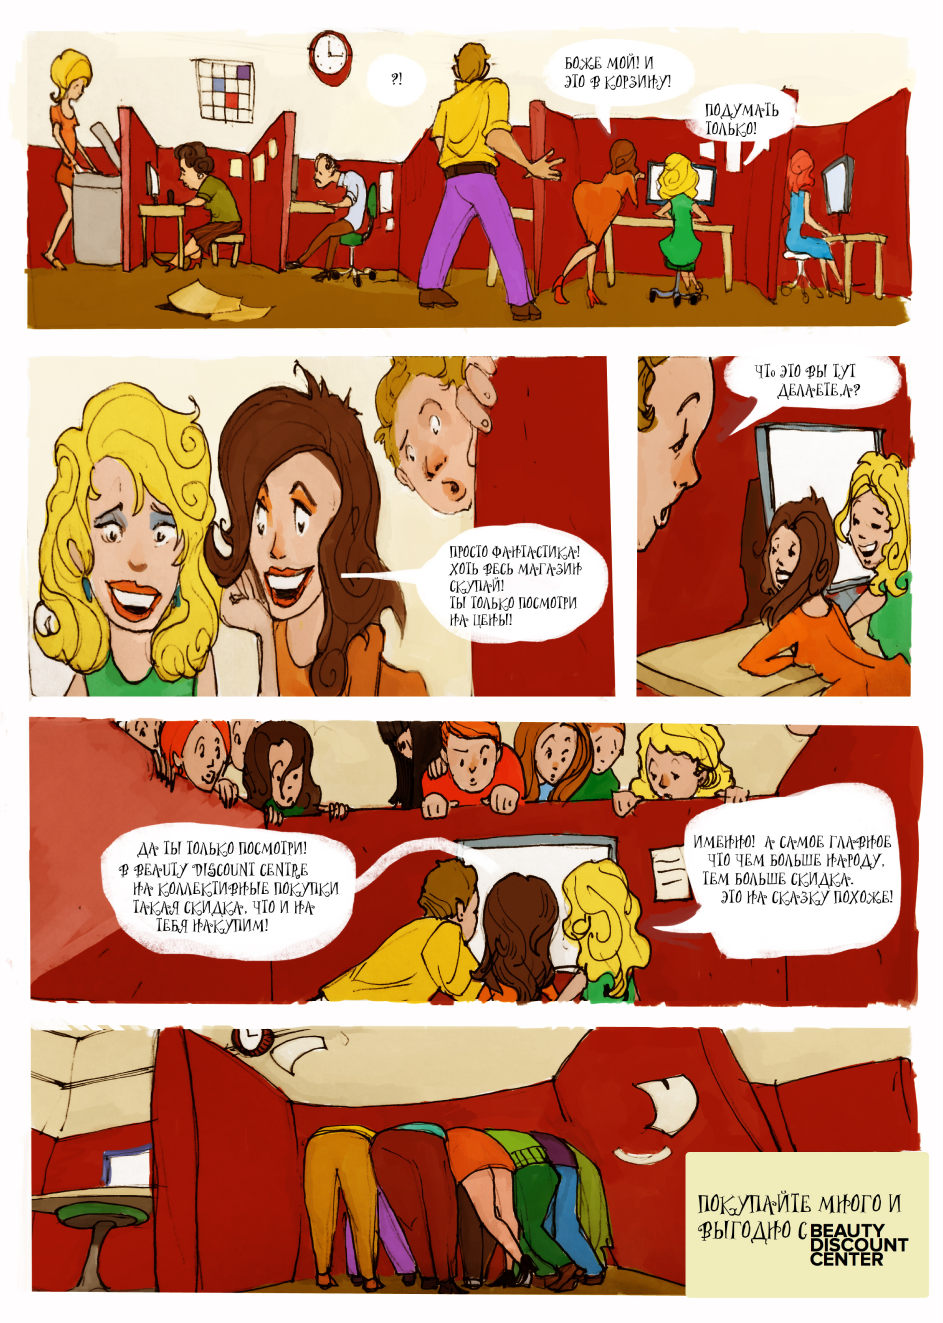 ?!
БОЖЕ МОЙ! И
ЭТО В КОРЗИНУ!
ПОДУМАТЬ
ТОЛЬКО!
ПРОСТО ФАНТАСТИКА!
ХОТЬ ВЕСЬ МАГАЗИН
СКУПАЙ!
ТЫ ТОЛЬКО ПОСМОТРИ
НА ЦЕНЫ!
ЧТО ЭТО ВЫ ТУТ
ДЕЛАЕТЕ,А?
ДА ТЫ ТОЛЬКО ПОСМОТРИ!
В BEAUTY DISCOUNT CENTRE
НА КОЛЛЕКТИВНЫЕ ПОКУПКИ
ТАКАЯ СКИДКА, ЧТО И НА
ТЕБЯ НАКУПИМ!
ИМЕННО! А САМОЕ ГЛАВНОЕ
ЧТО ЧЕМ БОЛЬШЕ НАРОДУ,
ТЕМ БОЛЬШЕ СКИДКА.
ЭТО НА СКАЗКУ ПОХОЖЕ!
ПОКУПАЙТЕ МНОГО И
ВЫГОДНО С BEAUTY
DISCOUNT
CENTER